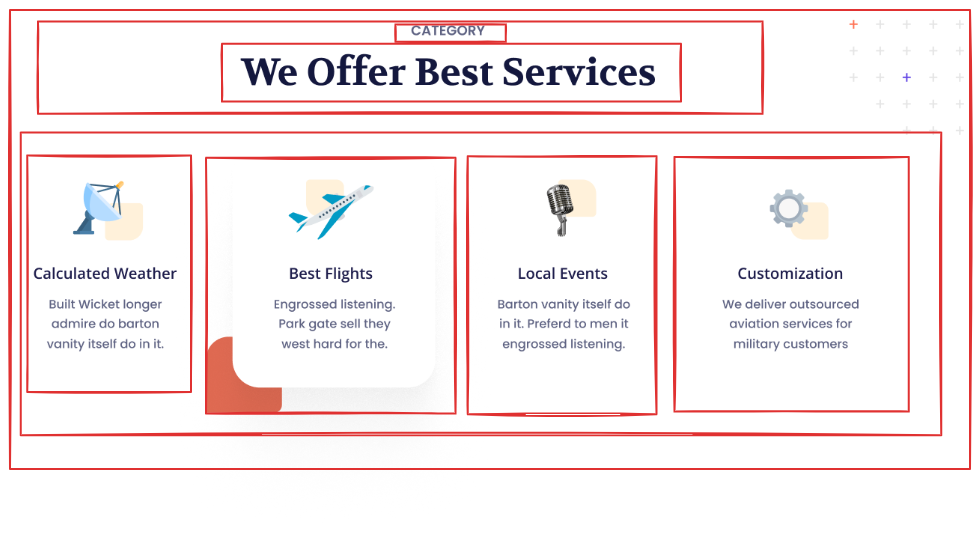 CATEGORY
We Offer Best Services
Calculated Weather
Built Wicket longer
admire do barton
vanity itself do in it.
Best Flights
Engrossed listening.
Park gate sell they
west hard for the.
Local Events
Barton vanity itself do
in it. Preferd to men it
engrossed listening.
Customization
We deliver outsourced
aviation services for
military customers